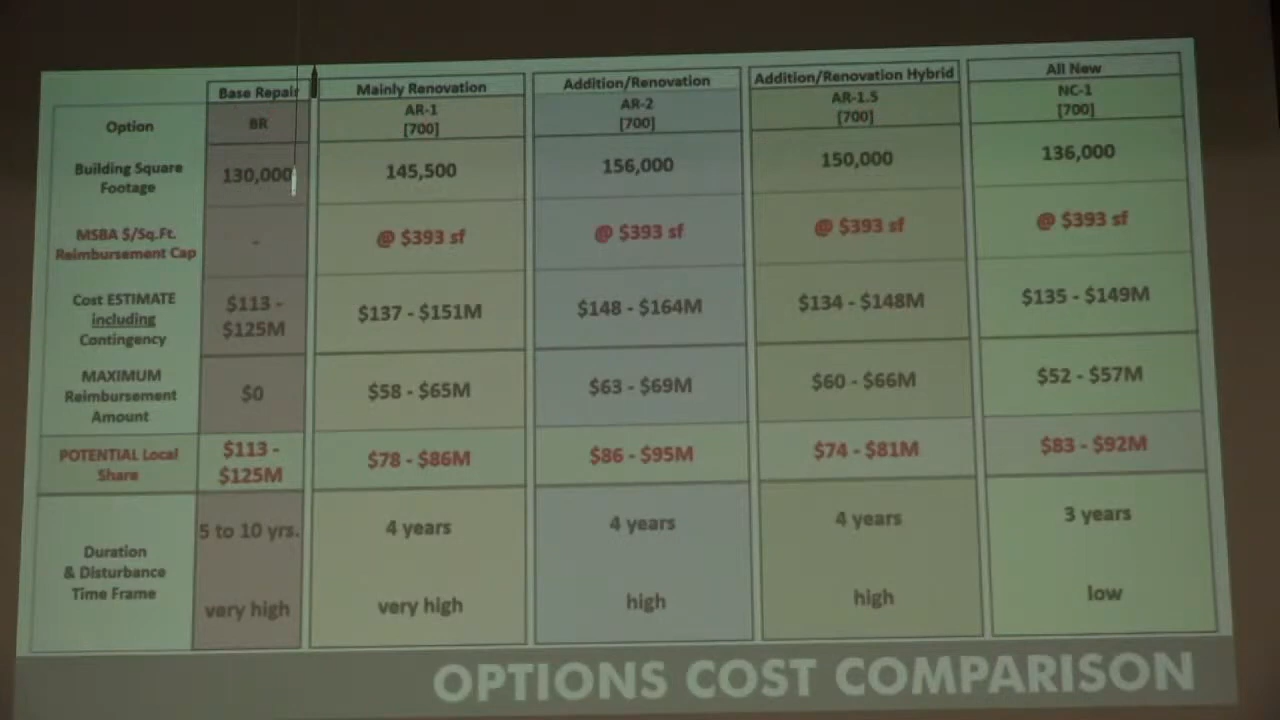 Base Repair Mainly Renovation Addition/Renovation Addition/Renovation Hybrid All New
Option BR AR-1 AR-2 AR-1.5 NC-1
[700] [700] [700] [700]
Building Square
Footage 130,000 145,500 156,000 150,000 136,000
MSBA $/Sq.Ft.
Reimbursement Cap - @ $393 sf @ $393 sf @ $393 sf @ $393 sf
Cost ESTIMATE
including
Contingency $113 -
$125M $137 - $151M $148 - $164M $134 - $148M $135 - $149M
MAXIMUM
Reimbursement
Amount $0 $58 - $65M $63 - $69M $60 - $66M $52 - $57M
POTENTIAL Local
Share $113 -
$125M $78 - $86M $86 - $95M $74 - $81M $83 - $92M
Duration
& Disturbance
Time Frame 5 to 10 yrs. 4 years 4 years 4 years 3 years
very high very high high high low
OPTIONS COST COMPARISON